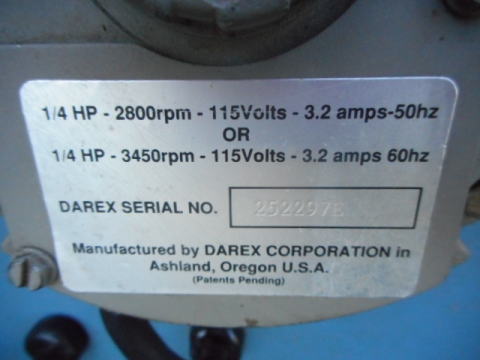 1/4 HP - 2800rpm - 115Volts - 3.2 amps-50hz
OR
1/4 HP - 3450rpm - 115Volts - 3.2 amps 60hz
DAREX SERIAL NO. 252297E
Manufactured by DAREX CORPORATION in
Ashland, Oregon U.S.A.
(Patents Pending)